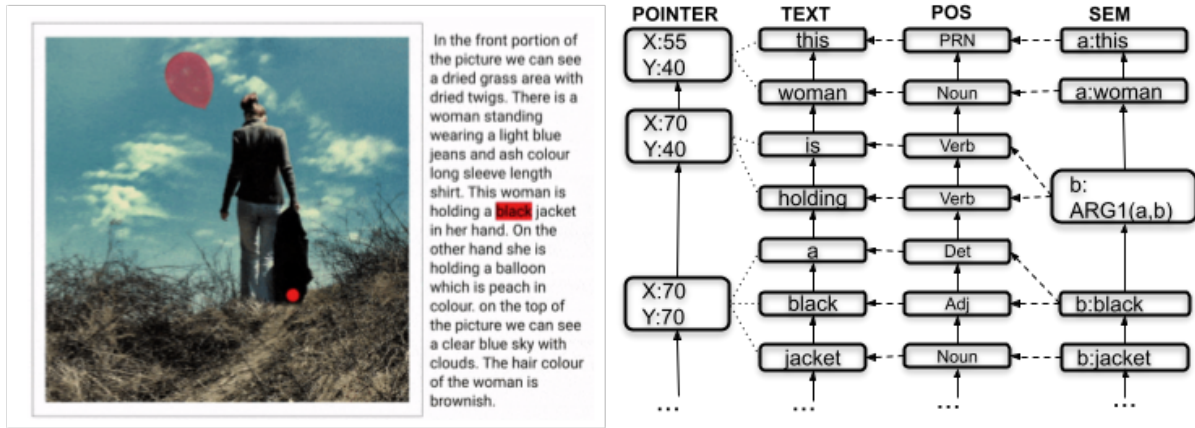 In the front portion of
the picture we can see
a dried grass area with
dried twigs. There is a
woman standing
wearing a light blue
jeans and ash colour
long sleeve length
shirt. This woman is
holding a black jacket
in her hand. On the
other hand she is
holding a balloon
which is peach in
colour. on the top of
the picture we can see
a clear blue sky with
clouds. The hair colour
of the woman is
brownish.
POINTER TEXT POS SEM
X:55
Y:40
this PRN a:this
woman Noun a:woman
X:70
Y:40
is Verb
holding Verb
b:
ARG1(a,b)
a Det
X:70
Y:70
black Adj b:black
jacket Noun b:jacket
... ... ... ...